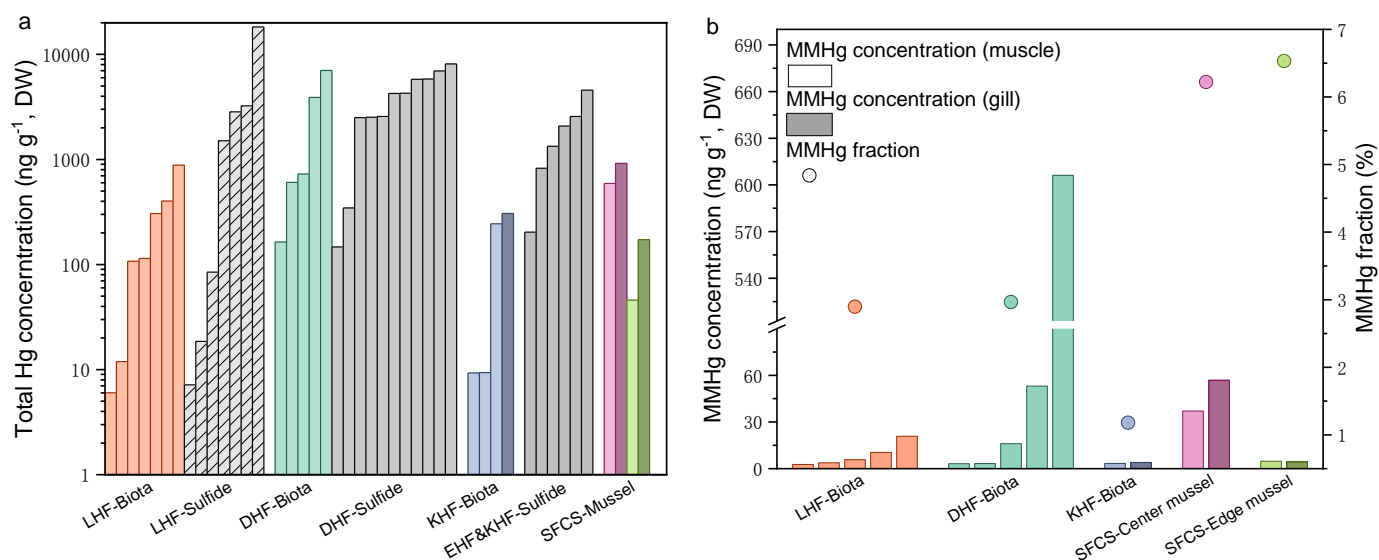 a
Total Hg concerntration (ng g-1, DW)
10000
1000
100
10
1
LHF-Biota
LHF-Sulfide
DHF-Biota
DHF-Sulfide
KHF-Biota
EHF&KHF-Sulfide
SFCS-Mussel
b
MMHg concentration (ng g-1, DW)
690
660
630
600
570
540
60
30
0
MMHg concentration (muscle)
MMHg concentration (gill)
MMHg fraction
7
6
5
4
3
2
1
MMHg fraction (%)
LHF-Biota
DHF-Biota
KHF-Biota
SFCS-Center mussel
SFCS-Edge mussel